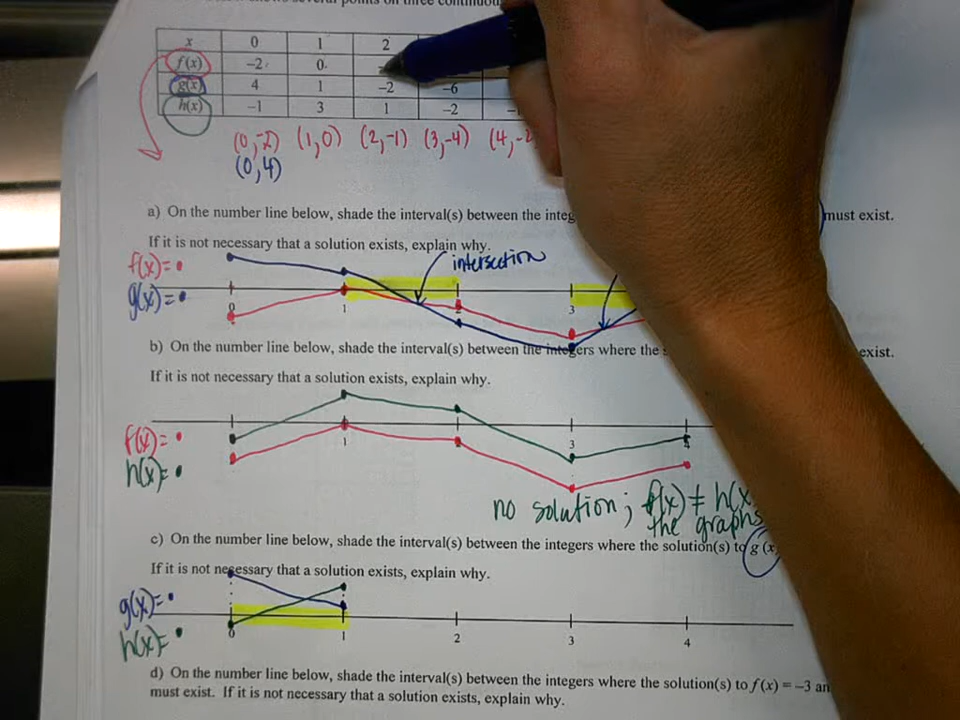 several points on three continuous
x 0 1 2
f(x) −2 0
g(x) 4 1 −2 −6
h(x) −1 3 1 −2
(0,-2) (1,0) (2,-1) (3,-4) (4,-2
(0,4)
a) On the number line below, shade the interval(s) between the integ must exist.
If it is not necessary that a solution exists, explain why.
intersection
f(x)=•
g(x)=•
0 1 2 3
b) On the number line below, shade the interval(s) between the integers where the exist.
If it is not necessary that a solution exists, explain why.
f(x)=•
h(x)=•
1 3 4
no solution; f(x) ≠ h(x
the graphs
c) On the number line below, shade the interval(s) between the integers where the solution(s) to g (x
If it is not necessary that a solution exists, explain why.
g(x)=•
h(x)=•
0 1 2 3 4
d) On the number line below, shade the interval(s) between the integers where the solution(s) to f(x) = −3 an
must exist. If it is not necessary that a solution exists, explain why.